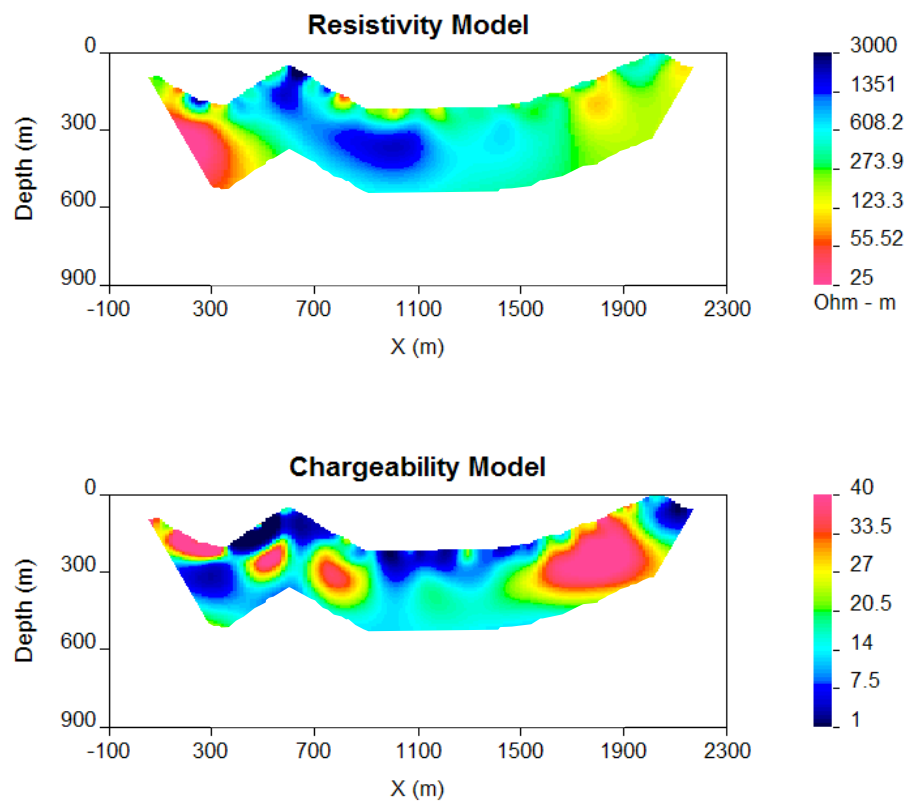 Resistivity Model
0
300
600
900
Depth (m)
-100 300 700 1100 1500 1900 2300
X (m)
3000
1351
608.2
273.9
123.3
55.52
25
Ohm - m
Chargeability Model
0
300
600
900
Depth (m)
-100 300 700 1100 1500 1900 2300
X (m)
40
33.5
27
20.5
14
7.5
1